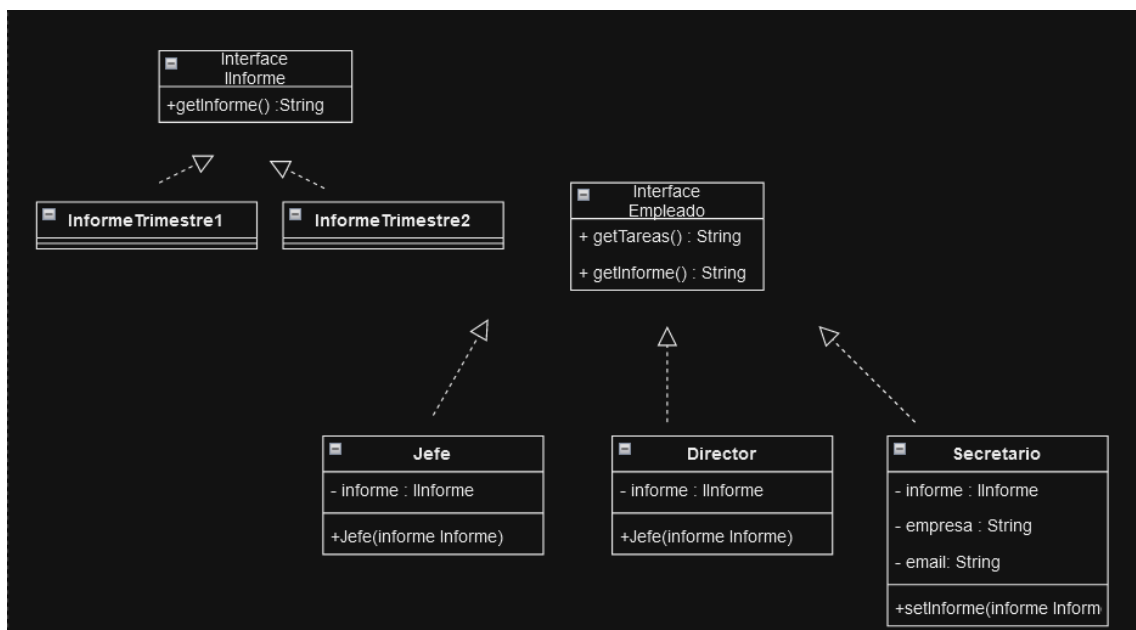 Interface
IInforme
+getInforme() :String
InformeTrimestre1
InformeTrimestre2
Interface
Empleado
+ getTareas() : String
+ getInforme() : String
Jefe
- informe : IInforme
+Jefe(informe Informe)
Director
- informe : IInforme
+Jefe(informe Informe)
Secretario
- informe : IInforme
- empresa : String
- email: String
+setInforme(informe Inform